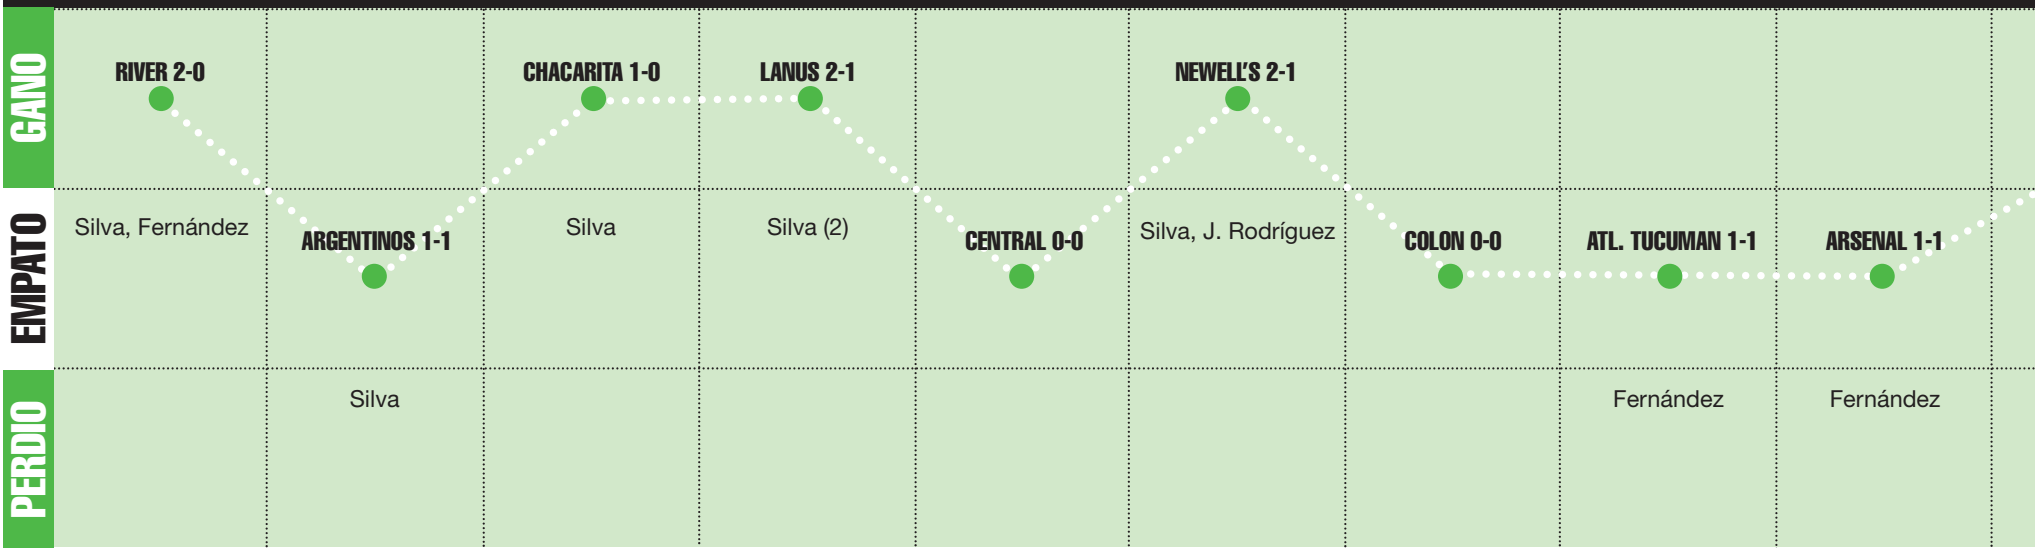 GANO
RIVER 2-0
CHACARITA 1-0
LANUS 2-1
NEWELL'S 2-1
EMPATO
Silva, Fernández
ARGENTINOS 1-1
Silva
Silva (2)
CENTRAL 0-0
Silva, J. Rodríguez
COLON 0-0
ATL. TUCUMAN 1-1
ARSENAL 1-1
PERDIO
Silva
Fernández
Fernández